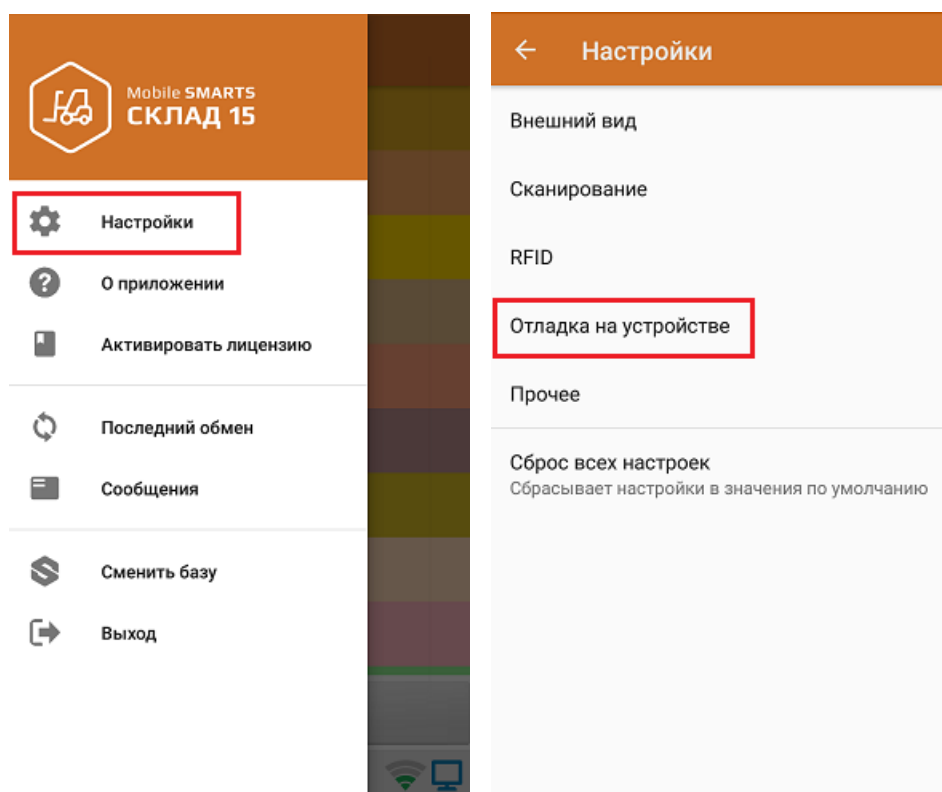 Mobile SMARTS
СКЛАД 15
Настройки
О приложении
Активировать лицензию
Последний обмен
Сообщения
Сменить базу
Выход
Настройки
Внешний вид
Сканирование
RFID
Отладка на устройстве
Прочее
Сброс всех настроек
Сбрасывает настройки в значения по умолчанию